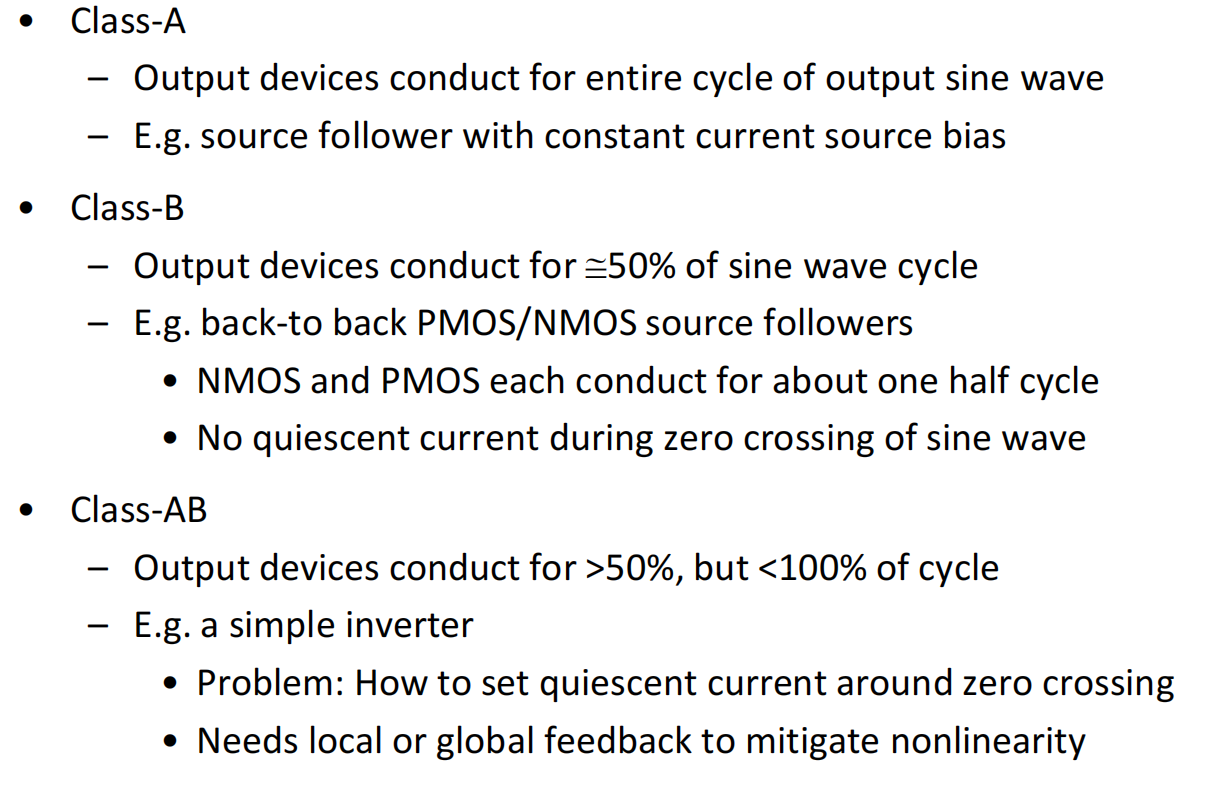 • Class-A
– Output devices conduct for entire cycle of output sine wave
– E.g. source follower with constant current source bias
• Class-B
– Output devices conduct for ≅50% of sine wave cycle
– E.g. back-to back PMOS/NMOS source followers
• NMOS and PMOS each conduct for about one half cycle
• No quiescent current during zero crossing of sine wave
• Class-AB
– Output devices conduct for >50%, but <100% of cycle
– E.g. a simple inverter
• Problem: How to set quiescent current around zero crossing
• Needs local or global feedback to mitigate nonlinearity